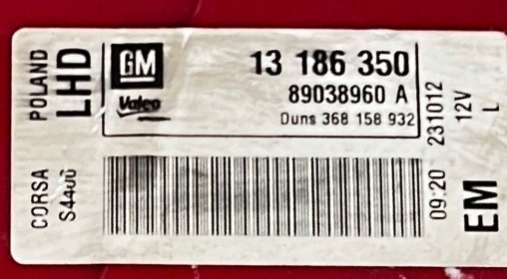 POLAND
LHD
GM
Valeo
13 186 350
89038960 A
Duns 368 158 932
231012
12V
L
CORSA
S4400
09:20
EM